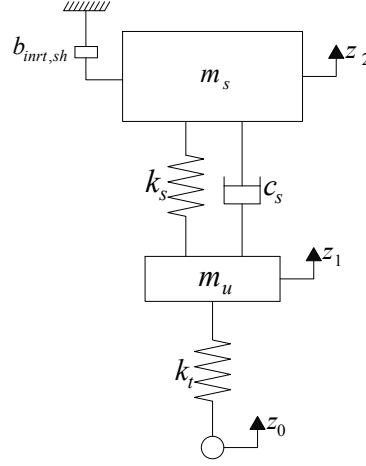 b_{inrt,sh}
m_s
z_2
k_s
c_s
z_1
m_u
k_t
z_0